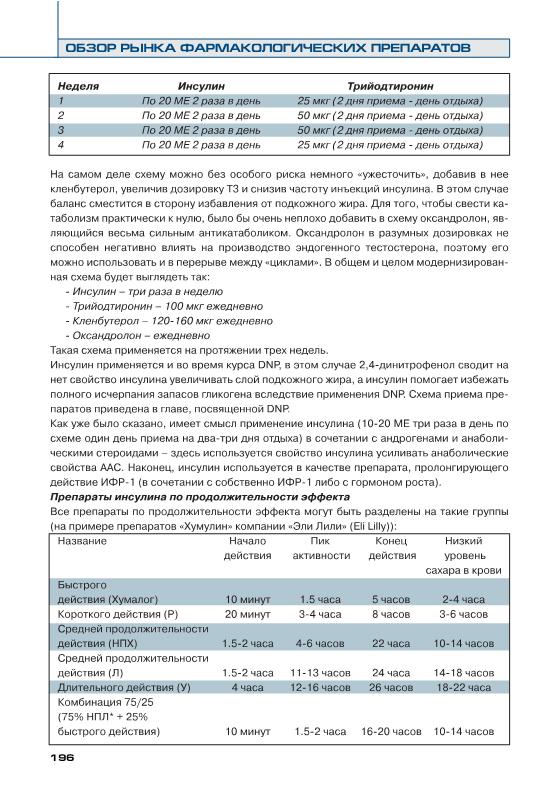 ОБЗОР РЫНКА ФАРМАКОЛОГИЧЕСКИХ ПРЕПАРАТОВ
Неделя Инсулин Трийодтиронин
1 По 20 МЕ 2 раза в день 25 мкг (2 дня приема - день отдыха)
2 По 20 МЕ 2 раза в день 50 мкг (2 дня приема - день отдыха)
3 По 20 МЕ 2 раза в день 50 мкг (2 дня приема - день отдыха)
4 По 20 МЕ 2 раза в день 25 мкг (2 дня приема - день отдыха)
На самом деле схему можно без особого риска немного «ужесточить», добавив в нее
кленбутерол, увеличив дозировку Т3 и снизив частоту инъекций инсулина. В этом случае
баланс сместится в сторону избавления от подкожного жира. Для того, чтобы свести ка-
таболизм практически к нулю, было бы очень неплохо добавить в схему оксандролон, яв-
ляющийся весьма сильным антикатаболиком. Оксандролон в разумных дозировках не
способен негативно влиять на производство эндогенного тестостерона, поэтому его
можно использовать и в перерыве между «циклами». В общем и целом модернизирован-
ная схема будет выглядеть так:
- Инсулин – три раза в неделю
- Трийодтиронин – 100 мкг ежедневно
- Кленбутерол – 120-160 мкг ежедневно
- Оксандролон – ежедневно
Такая схема применяется на протяжении трех недель.
Инсулин применяется и во время курса DNP, в этом случае 2,4-динитрофенол сводит на
нет свойство инсулина увеличивать слой подкожного жира, а инсулин помогает избежать
полного исчерпания запасов гликогена вследствие применения DNP. Схема приема пре-
паратов приведена в главе, посвященной DNP.
Как уже было сказано, имеет смысл применение инсулина (10-20 МЕ три раза в день по
схеме один день приема на два-три дня отдыха) в сочетании с андрогенами и анаболи-
ческими стероидами – здесь используется свойство инсулина усиливать анаболические
свойства ААС. Наконец, инсулин используется в качестве препарата, пролонгирующего
действие ИФР-1 (в сочетании с собственно ИФР-1 либо с гормоном роста).
Препараты инсулина по продолжительности эффекта
Все препараты по продолжительности эффекта могут быть разделены на такие группы
(на примере препаратов «Хумулин» компании «Эли Лили» (Eli Lilly)):
Название Начало Пик Конец Низкий
действия активности действия уровень
сахара в крови
Быстрого
действия (Хумалог) 10 минут 1.5 часа 5 часов 2-4 часа
Короткого действия (Р) 20 минут 3-4 часа 8 часов 3-6 часов
Средней продолжительности
действия (НПХ) 1.5-2 часа 4-6 часов 22 часа 10-14 часов
Средней продолжительности
действия (Л) 1.5-2 часа 11-13 часов 24 часа 14-18 часов
Длительного действия (У) 4 часа 12-16 часов 26 часов 18-22 часа
Комбинация 75/25
(75% НПЛ* + 25%
быстрого действия) 10 минут 1.5-2 часа 16-20 часов 10-14 часов
196